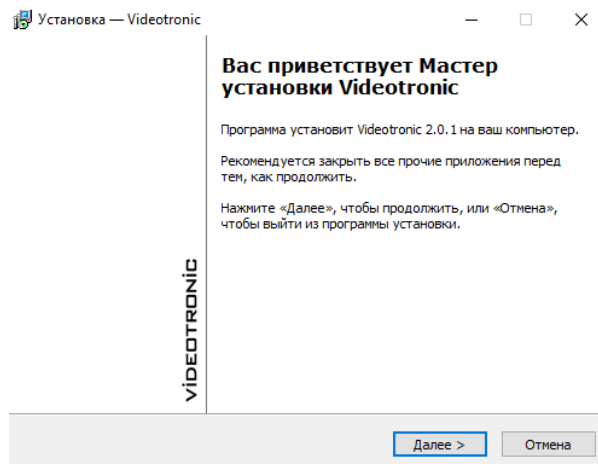 Установка — Videotronic
Вас приветствует Мастер
установки Videotronic
Программа установит Videotronic 2.0.1 на ваш компьютер.
Рекомендуется закрыть все прочие приложения перед
тем, как продолжить.
Нажмите «Далее», чтобы продолжить, или «Отмена»,
чтобы выйти из программы установки.
ViDEOTRONiC
Далее >
Отмена